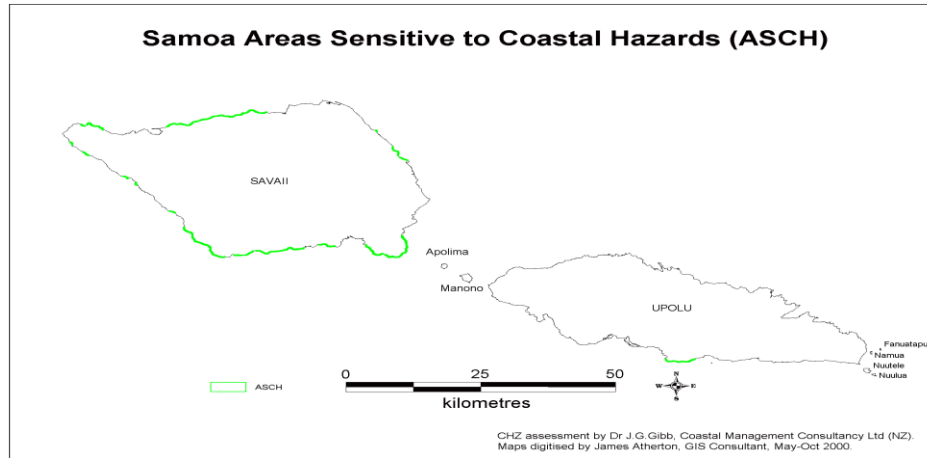 Samoa Areas Sensitive to Coastal Hazards (ASCH)
SAVAII
Apolima
Manono
UPOLU
Fanuatapu
Namua
Nuutele
Nuulua
ASCH
0 25 50
kilometres
N
W E
S
CHZ assessment by Dr J.G.Gibb, Coastal Management Consultancy Ltd (NZ).
Maps digitised by James Atherton, GIS Consultant, May-Oct 2000.